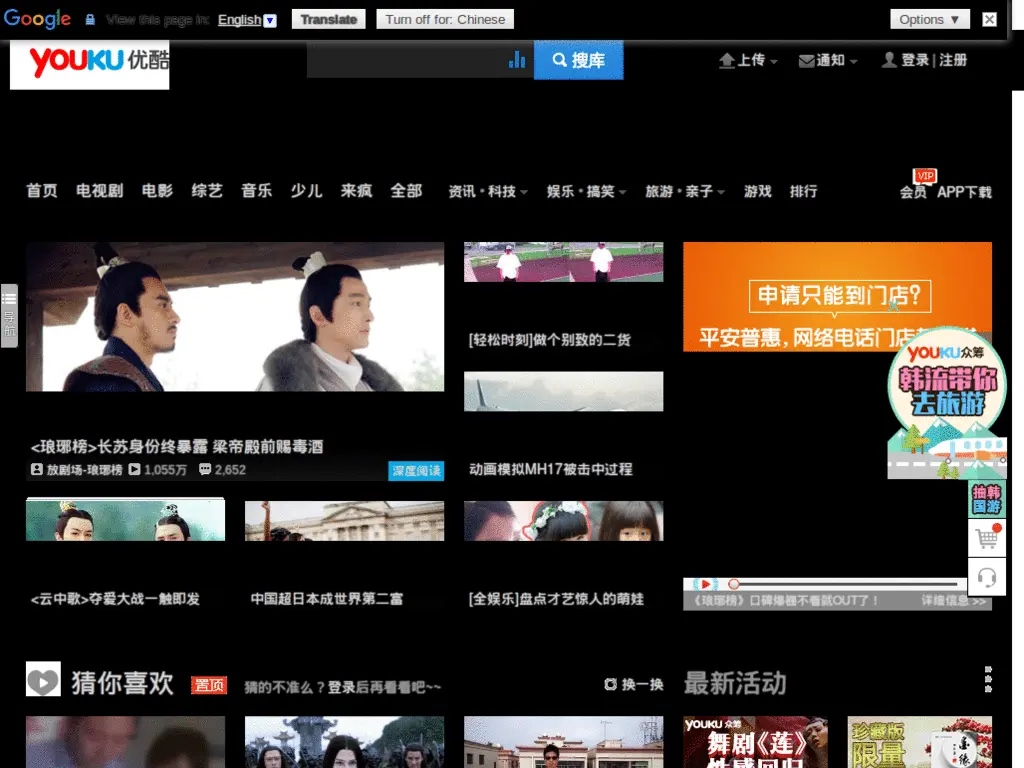 Google View this page in: English Translate Turn off for: Chinese Options ▼
YOUKU 优酷 搜库 上传 通知 登录 | 注册
首页 电视剧 电影 综艺 音乐 少儿 来疯 全部 资讯·科技 娱乐·搞笑 旅游·亲子 游戏 排行 VIP 会员 APP下载
导航
申请只能到门店?
平安普惠,网络电话门店
[轻松时刻]做个别致的二货
YOUKU众筹
韩流带你
去旅游
<琅琊榜>长苏身份终暴露 梁帝殿前赐毒酒
放剧场-琅琊榜 1,055万 2,652 深度阅读
动画模拟MH17被击中过程
抽韩
国游
<云中歌>夺爱大战一触即发
中国超日本成世界第二富
[全娱乐]盘点才艺惊人的萌娃
《琅琊榜》口碑爆棚不看就OUT了! 详细信息 >>
猜你喜欢 置顶 猜的不准么?登录后再看看吧~~ 换一换
最新活动
YOUKU 众筹
舞剧《莲》
性感回归
珍藏版
限量